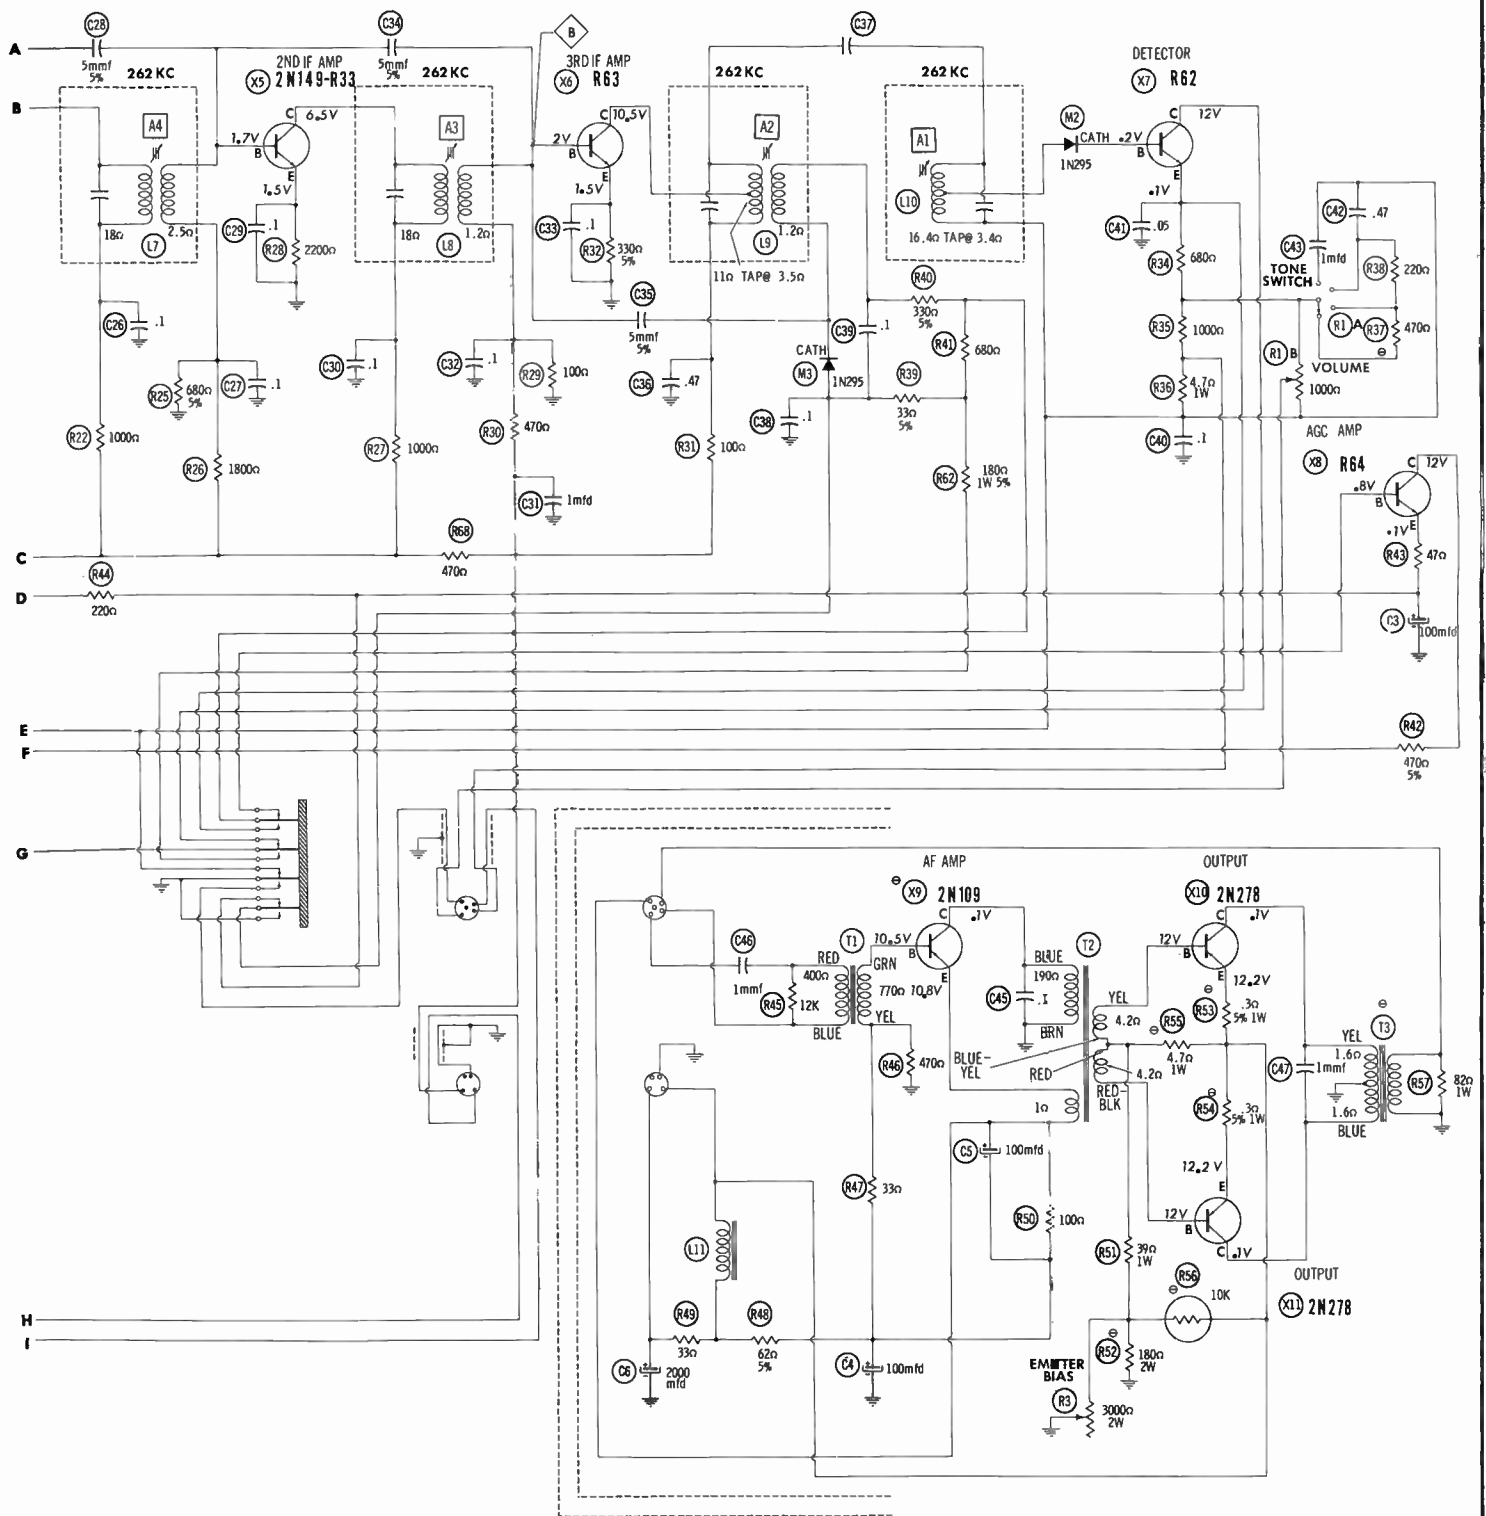 A
C28
5mmf
5%
262 KC
C34
5mmf
5%
262 KC
2ND IF AMP
X5 2N149-R33
B
3RD IF AMP
X6 R63
262 KC
C37
262 KC
DETECTOR
X7 R62
B
A4
1.7V
B
C
6.5V
E
1.5V
18Ω
L7
2.5Ω
C29
.1
R28
2200Ω
A3
18Ω
L8
1.2Ω
2V
B
C
10.5V
E
1.5V
C33
.1
R32
330Ω
5%
A2
L9
1.2Ω
11Ω TAP@ 3.5Ω
A1
L10
16.4Ω TAP@ 3.4Ω
M2
CATH
1N295
.2V
B
C
12V
E
.1V
C41
.05
R34
680Ω
C42
.47
C43
1mfd
R38
220Ω
TONE
SWITCH
R1 A
R37
470Ω
R1 B
VOLUME
1000Ω
C26
.1
R25
680Ω
5%
C27
.1
C30
.1
C32
.1
R29
100Ω
C35
5mmf
5%
C36
.47
CATH
M3
1N295
C39
.1
R40
330Ω
5%
R41
680Ω
R39
33Ω
5%
C38
.1
R35
1000Ω
R36
4.7Ω
1W
C40
.1
R22
1000Ω
R26
1800Ω
R27
1000Ω
R30
470Ω
C31
1mfd
R31
100Ω
R62
180Ω
1W 5%
AGC AMP
X8 R64
.8V
B
C
12V
E
.1V
R43
47Ω
C
R68
470Ω
R44
D
220Ω
C3
100mfd
E
F
R42
470Ω
5%
G
AF AMP
X9 2N109
OUTPUT
X10 2N278
C46
1mmf
R45
12K
RED
400Ω
BLUE
T1
GRN
770Ω
YEL
10.5V
B
C
.1V
E
10.8V
R46
470Ω
C45
.1
BLUE
190Ω
BRN
T2
BLUE-
YEL
RED
YEL
4.2Ω
4.2Ω
RED-
BLK
1Ω
12V
B
C
.1V
E
12.2V
R53
.3Ω
5% 1W
R55
4.7Ω
1W
R54
.3Ω
5% 1W
C47
1mmf
YEL
1.6Ω
1.6Ω
BLUE
T3
R57
82Ω
1W
C5
100mfd
R47
33Ω
R50
100Ω
L11
R51
39Ω
1W
12.2 V
E
12V
B
C
.1V
R56
10K
OUTPUT
X11 2N278
H
I
R49
33Ω
R48
62Ω
5%
C6
2000
mfd
C4
100mfd
R52
180Ω
2W
EMITTER
BIAS
R3
3000Ω
2W